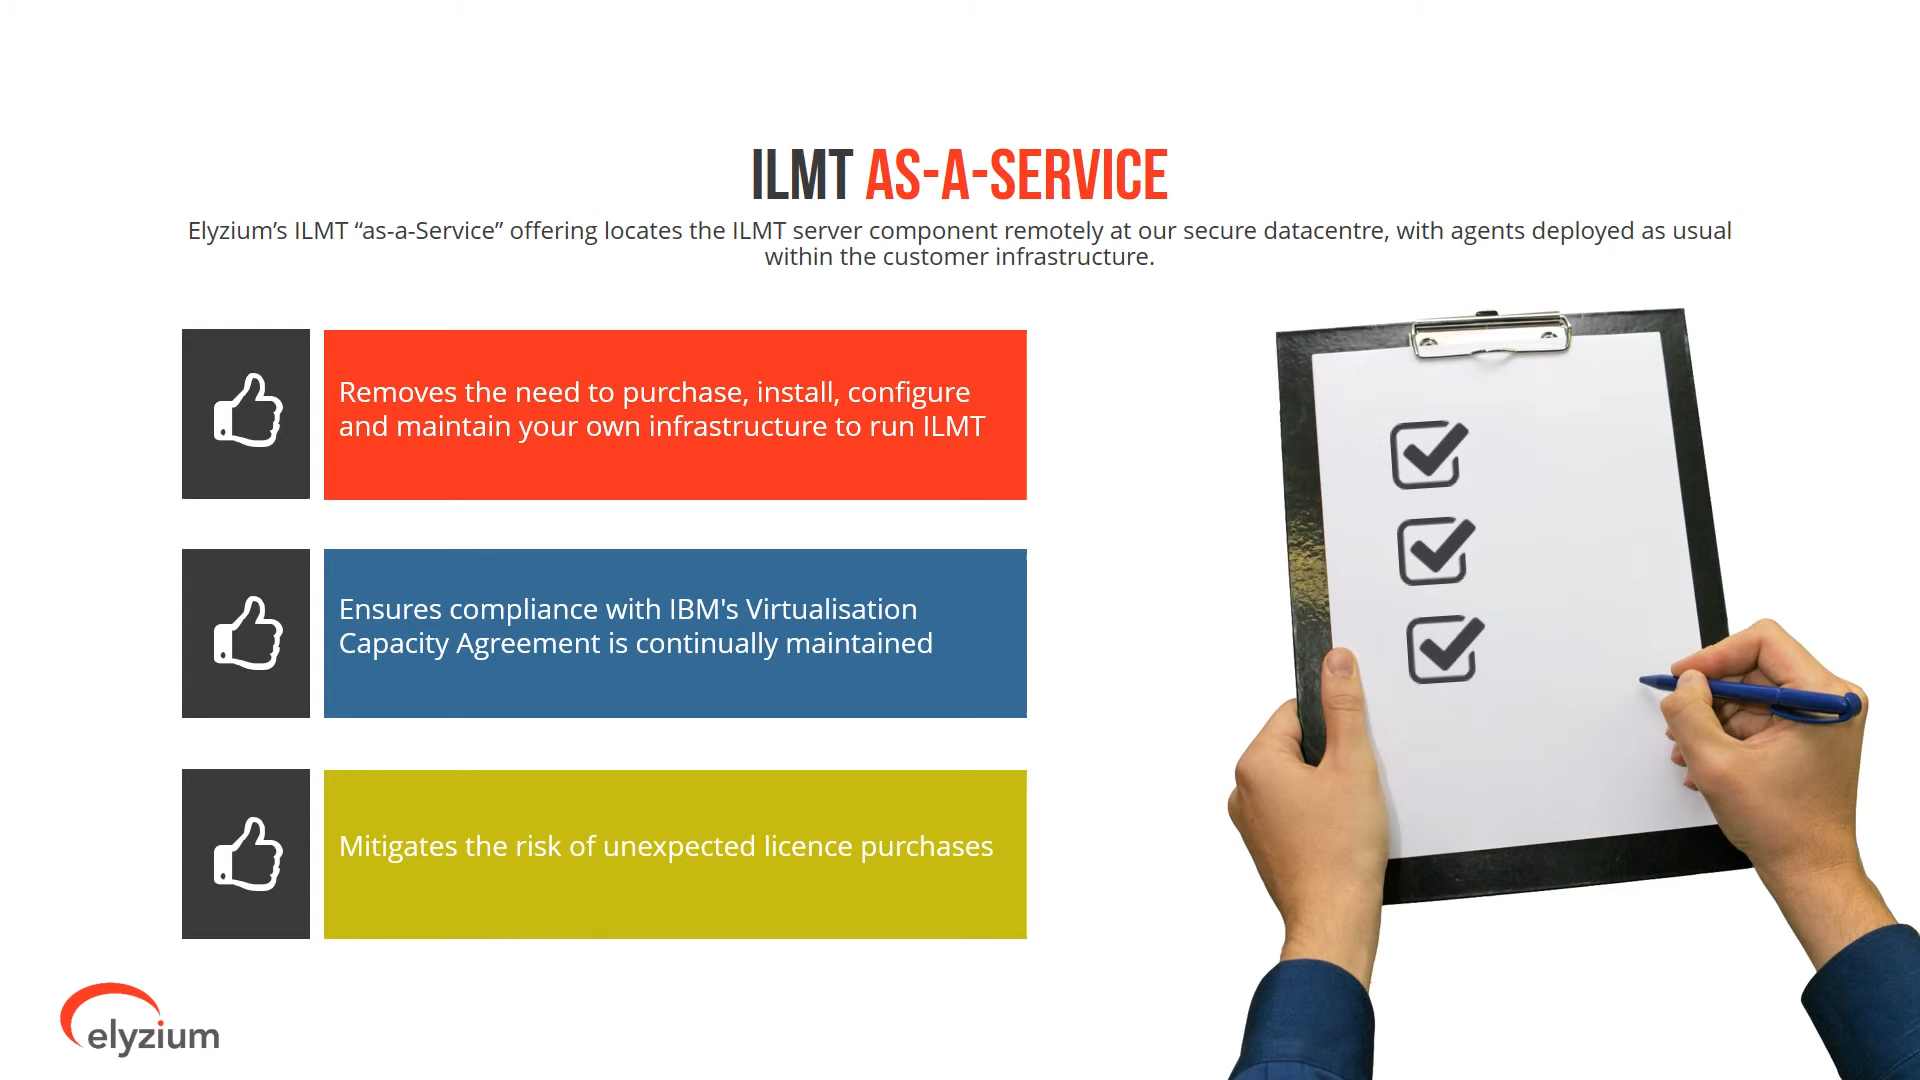 ILMT AS-A-SERVICE
Elyzium’s ILMT “as-a-Service” offering locates the ILMT server component remotely at our secure datacentre, with agents deployed as usual
within the customer infrastructure.
Removes the need to purchase, install, configure
and maintain your own infrastructure to run ILMT
Ensures compliance with IBM's Virtualisation
Capacity Agreement is continually maintained
Mitigates the risk of unexpected licence purchases
elyzium